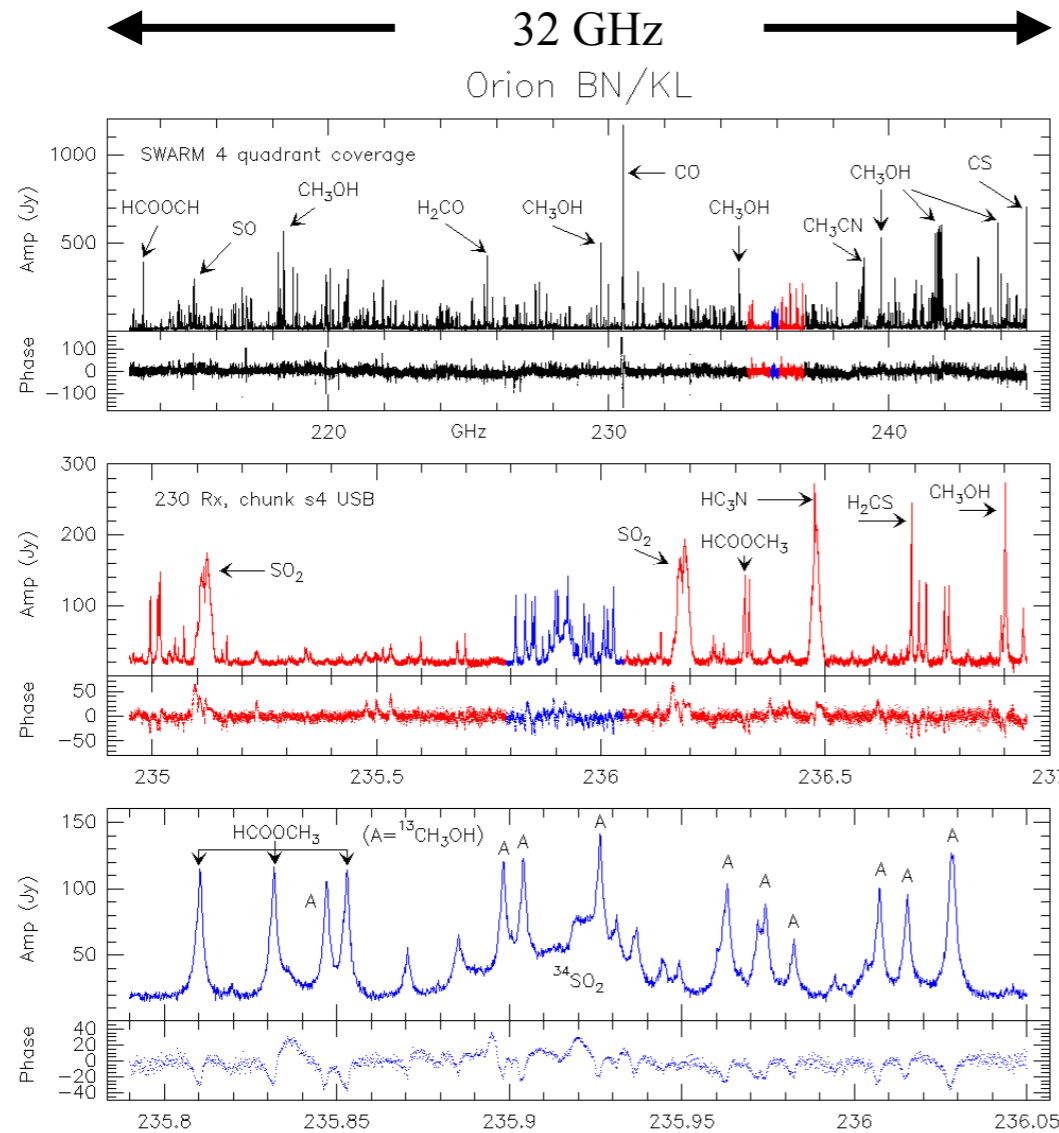 32 GHz
Orion BN/KL
SWARM 4 quadrant coverage
HCOOCH
SO
CH₃OH
H₂CO
CH₃OH
CO
CH₃OH
CH₃CN
CH₃OH
CS
Amp (Jy)
1000
500
Phase
100
0
−100
220 GHz 230 240
230 Rx, chunk s4 USB
SO₂
SO₂
HCOOCH₃
HC₃N
H₂CS
CH₃OH
Amp (Jy)
300
200
100
Phase
50
0
−50
235 235.5 236 236.5 237
HCOOCH₃ (A=¹³CH₃OH)
A A A A A A A A A A
³⁴SO₂
Amp (Jy)
150
100
50
Phase
40
20
0
−20
−40
235.8 235.85 235.9 235.95 236 236.05